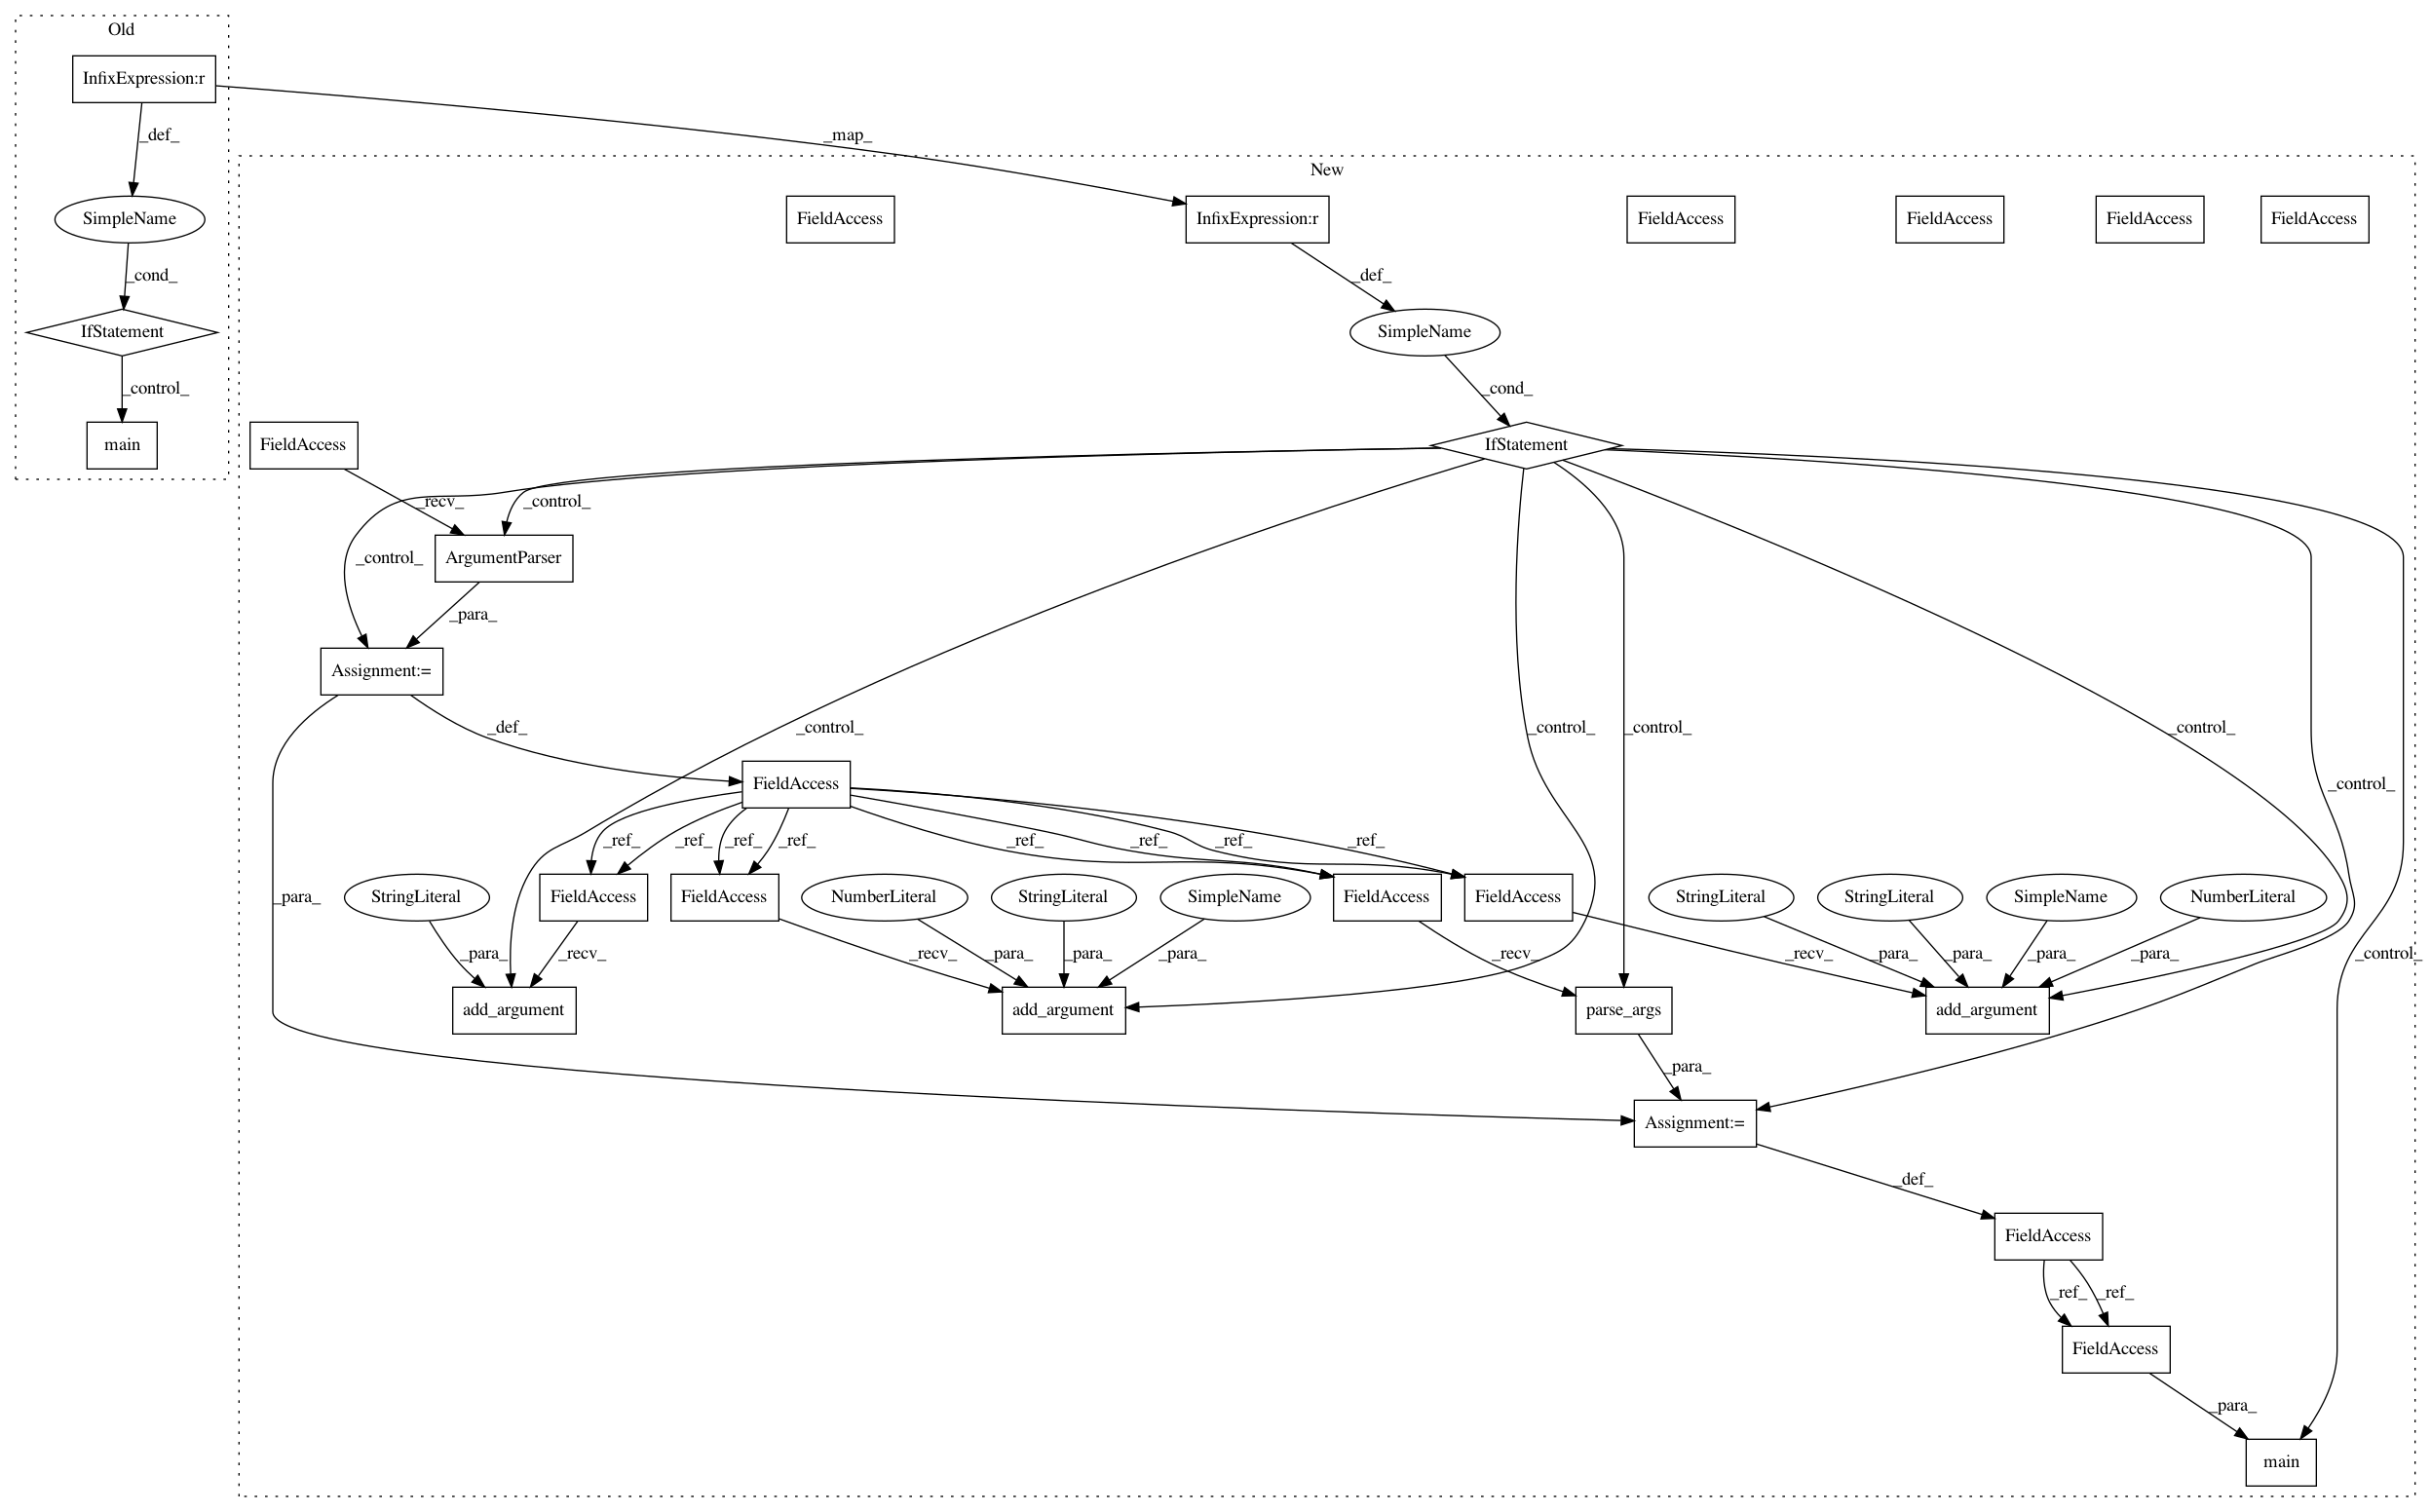 Old
InfixExpression:r
_def_
_map_
New
SimpleName
FieldAccess
InfixExpression:r
FieldAccess
FieldAccess
FieldAccess
FieldAccess
_cond_
_def_
IfStatement
SimpleName
_control_
_cond_
main
FieldAccess
IfStatement
_recv_
_control_
ArgumentParser
_control_
_para_
Assignment:=
_def_
_control_
_control_
_control_
_control_
FieldAccess
_control_
_ref_
_ref_
_ref_
_ref_
_ref_
_ref_
_ref_
_ref_
_para_
StringLiteral
FieldAccess
FieldAccess
NumberLiteral
StringLiteral
SimpleName
FieldAccess
FieldAccess
StringLiteral
StringLiteral
SimpleName
NumberLiteral
_para_
_recv_
_recv_
_para_
_para_
_para_
_recv_
_recv_
_para_
_para_
_para_
_para_
_control_
add_argument
add_argument
parse_args
add_argument
_para_
Assignment:=
_def_
FieldAccess
_ref_
_ref_
FieldAccess
_para_
main